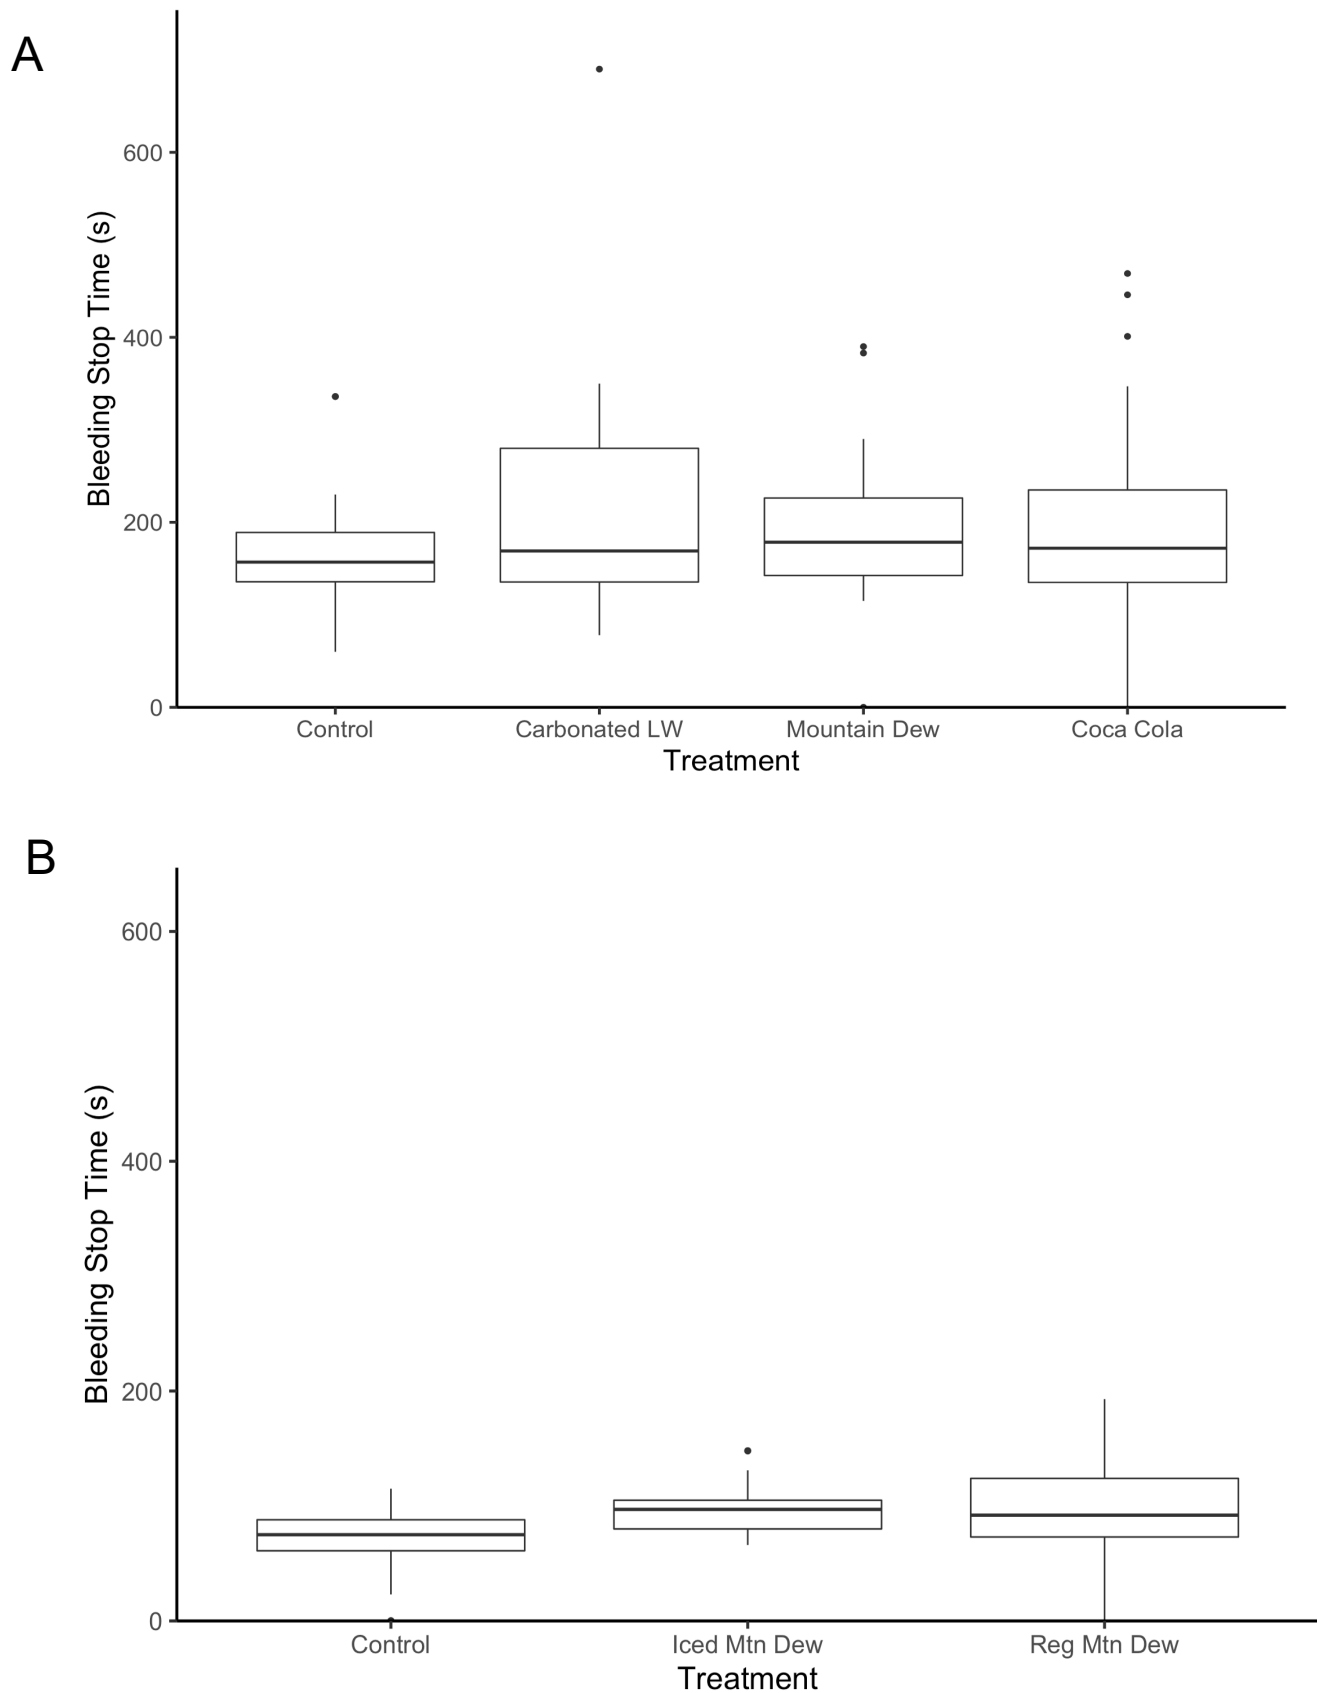 A
Bleeding Stop Time (s)
600
400
200
0
Control Carbonated LW Mountain Dew Coca Cola
Treatment
B
Bleeding Stop Time (s)
600
400
200
0
Control Iced Mtn Dew Reg Mtn Dew
Treatment